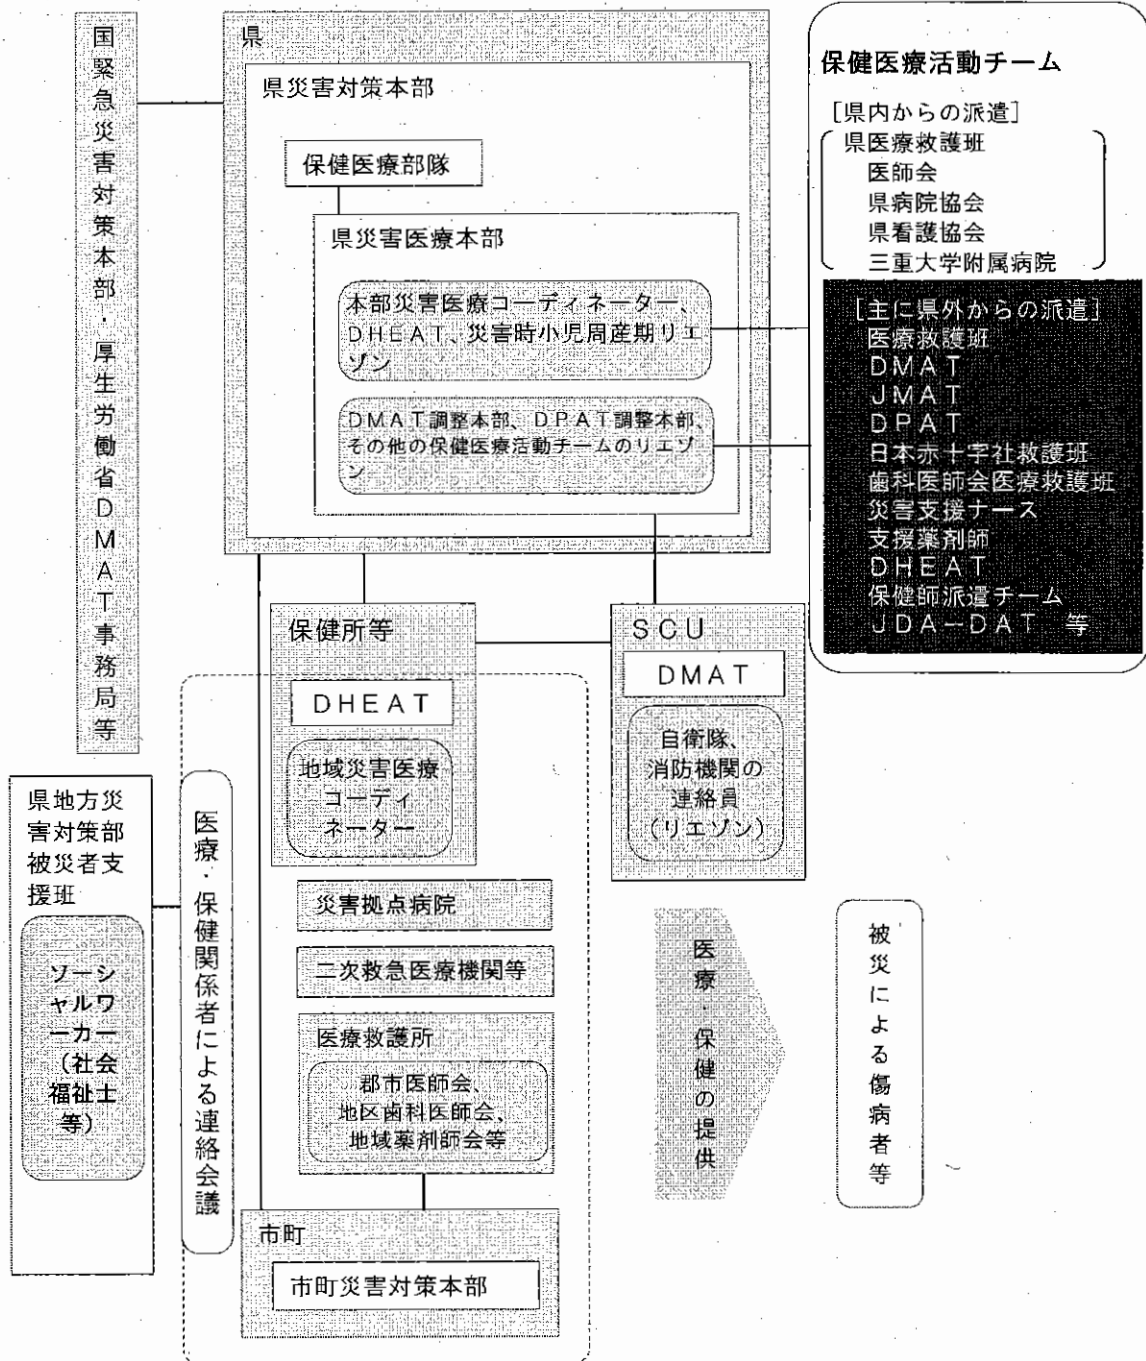 国緊急災害対策本部・厚生労働省DMAT事務局等
県
県災害対策本部
保健医療部隊
県災害医療本部
本部災害医療コーディネーター、
DHEAT、災害時小児周産期リエ
ゾン
DMAT調整本部、DPAT調整本部、
その他の保健医療活動チームのリエゾ
ン
保健医療活動チーム
[県内からの派遣]
県医療救護班
医師会
県病院協会
県看護協会
三重大学附属病院
[主に県外からの派遣]
医療救護班
DMAT
JMAT
DPAT
日本赤十字社救護班
歯科医師会医療救護班
災害支援ナース
支援薬剤師
DHEAT
保健師派遣チーム
JDA-DAT 等
保健所等
DHEAT
地域災害医療
コーディ
ネーター
SCU
DMAT
自衛隊、
消防機関の
連絡員
(リエゾン)
県地方災
害対策部
被災者支
援班
ソーシ
ャルワ
ーカー
(社会
福祉士
等)
医療・保健関係者による連絡会議
災害拠点病院
二次救急医療機関等
医療救護所
郡市医師会、
地区歯科医師会、
地域薬剤師会等
市町
市町災害対策本部
医療・保健の提供
被災による傷病者等